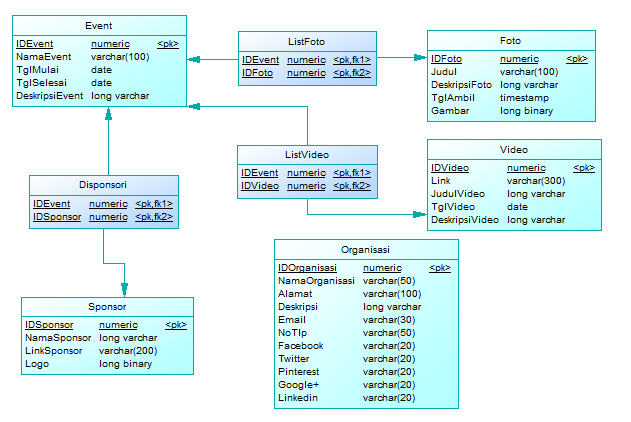 Event
IDEvent numeric <pk>
NamaEvent varchar(100)
TglMulai date
TglSelesai date
DeskripsiEvent long varchar
ListFoto
IDEvent numeric <pk,fk1>
IDFoto numeric <pk,fk2>
Foto
IDFoto numeric <pk>
Judul varchar(100)
DeskripsiFoto long varchar
TglAmbil timestamp
Gambar long binary
ListVideo
IDEvent numeric <pk,fk1>
IDVideo numeric <pk,fk2>
Video
IDVideo numeric <pk>
Link varchar(300)
JudulVideo long varchar
TglVideo date
DeskripsiVideo long varchar
Disponsori
IDEvent numeric <pk,fk1>
IDSponsor numeric <pk,fk2>
Organisasi
IDOrganisasi numeric <pk>
NamaOrganisasi varchar(50)
Alamat varchar(100)
Deskripsi long varchar
Email varchar(30)
NoTlp varchar(50)
Facebook varchar(20)
Twitter varchar(20)
Pinterest varchar(20)
Google+ varchar(20)
Linkedin varchar(20)
Sponsor
IDSponsor numeric <pk>
NamaSponsor long varchar
LinkSponsor varchar(200)
Logo long binary